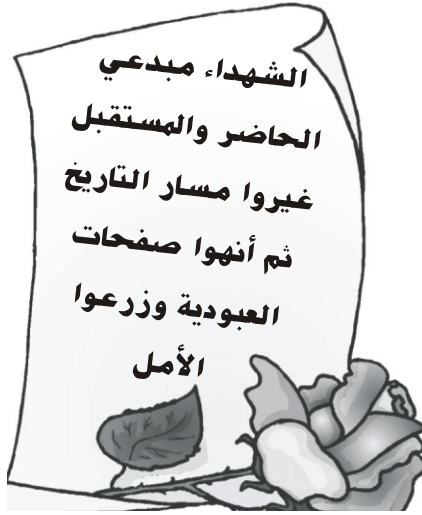 الشهداء مبدعي
الحاضر والمستقبل
غيروا مسار التاريخ
ثم أنهوا صفحات
العبودية وزرعوا
الأمل